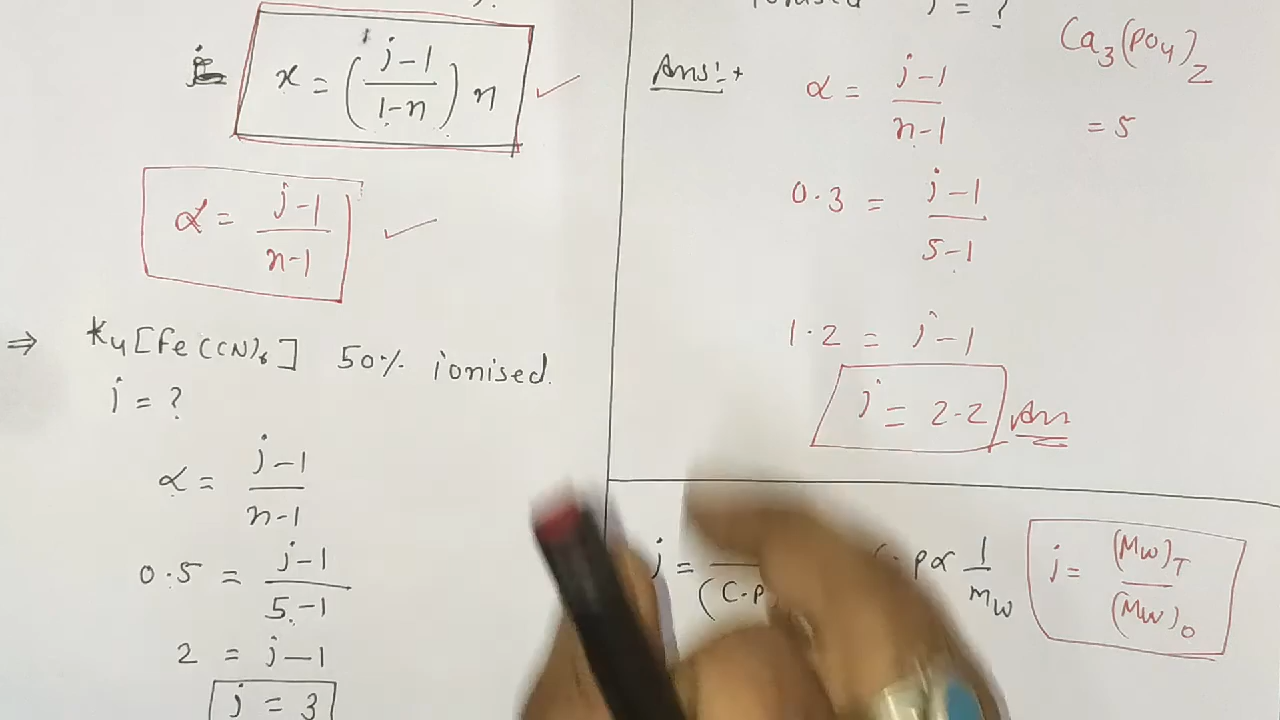 x = (i-1/1-n) n
α = i-1/n-1
⇒ K4[Fe(CN)6] 50% ionised.
i = ?
α = i-1/n-1
0.5 = i-1/5-1
2 = i-1
i = 3
i = ?
Ca3(PO4)2
= 5
Ans:→
α = i-1/n-1
0.3 = i-1/5-1
1.2 = i-1
i = 2.2 Ans
i = /(C.P
.P ∝ 1/Mw
i = (Mw)T/(Mw)o